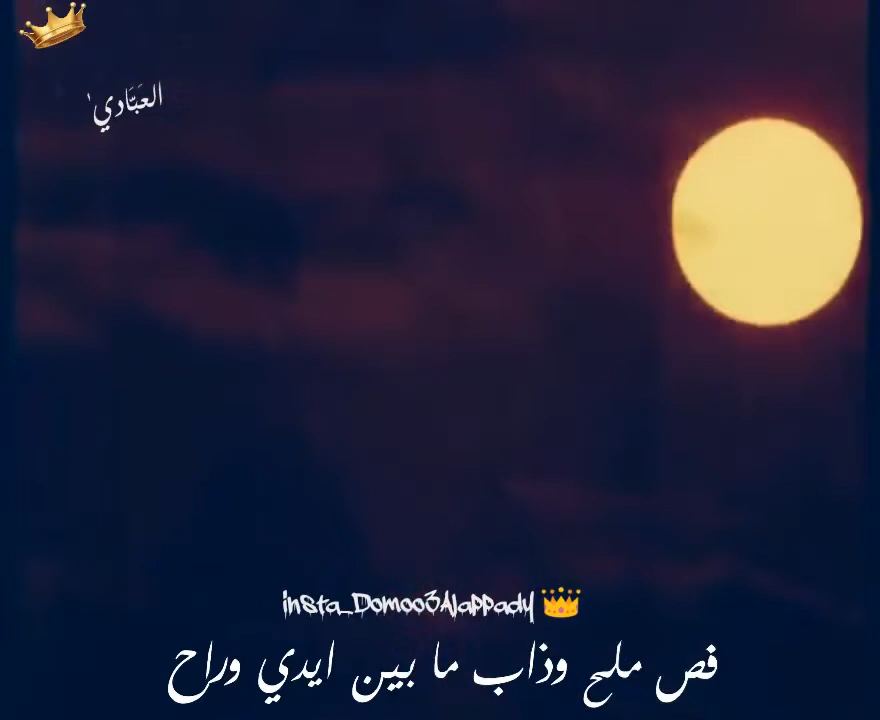 العبَّادي'
insta_Domoo3Alappady
فص ملح وذاب ما بين ايدي وراح